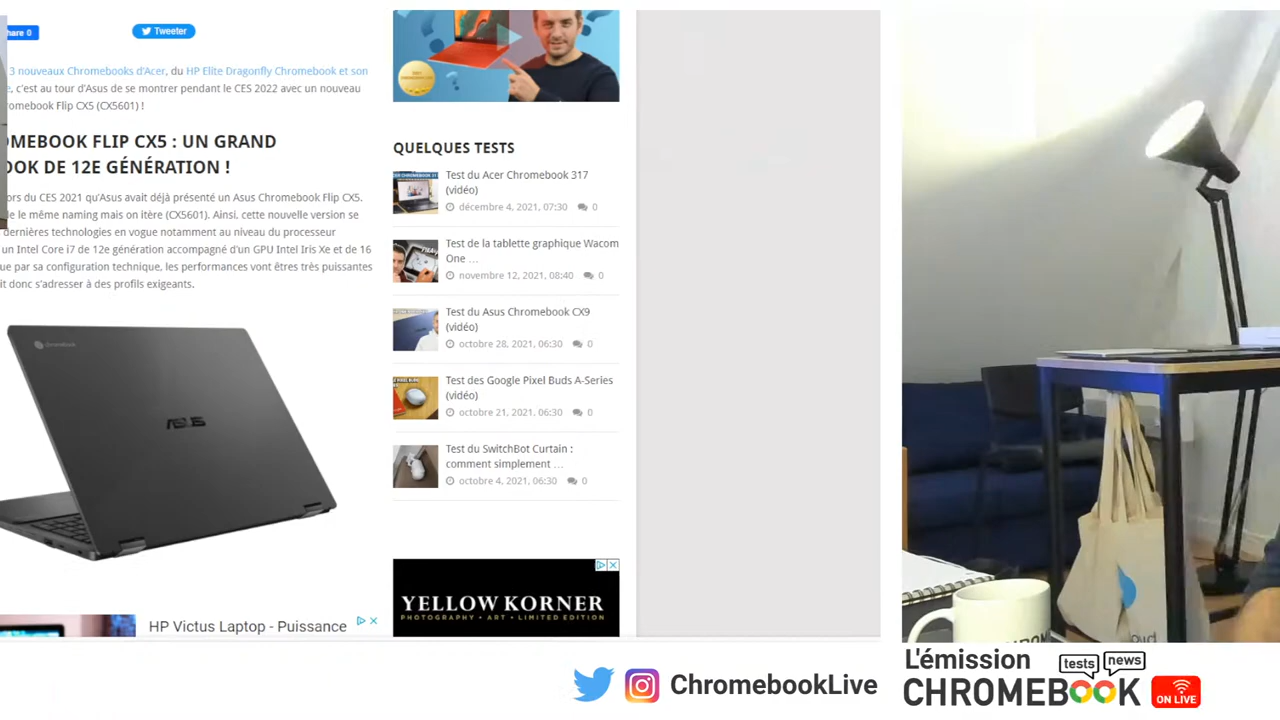 hare 0
Tweeter
3 nouveaux Chromebooks d'Acer, du HP Elite Dragonfly Chromebook et son
, c'est au tour d'Asus de se montrer pendant le CES 2022 avec un nouveau
romebook Flip CX5 (CX5601) !
OMEBOOK FLIP CX5 : UN GRAND
OOK DE 12E GÉNÉRATION !
ors du CES 2021 qu'Asus avait déjà présenté un Asus Chromebook Flip CX5.
le le même naming mais on itère (CX5601). Ainsi, cette nouvelle version se
dernières technologies en vogue notamment au niveau du processeur
un Intel Core i7 de 12e génération accompagné d'un GPU Intel Iris Xe et de 16
ue par sa configuration technique, les performances vont êtres très puissantes
it donc s'adresser à des profils exigeants.
Chromebook
ASUS
HP Victus Laptop - Puissance
QUELQUES TESTS
Test du Acer Chromebook 317
(vidéo)
décembre 4, 2021, 07:30 0
Test de la tablette graphique Wacom
One …
novembre 12, 2021, 08:40 0
Test du Asus Chromebook CX9
(vidéo)
octobre 28, 2021, 06:30 0
Test des Google Pixel Buds A-Series
(vidéo)
octobre 21, 2021, 06:30 0
Test du SwitchBot Curtain :
comment simplement …
octobre 4, 2021, 06:30 0
YELLOW KORNER
PHOTOGRAPHY • ART • LIMITED EDITION
ChromebookLive
L'émission
tests
news
CHROMEBOOK
ON LIVE